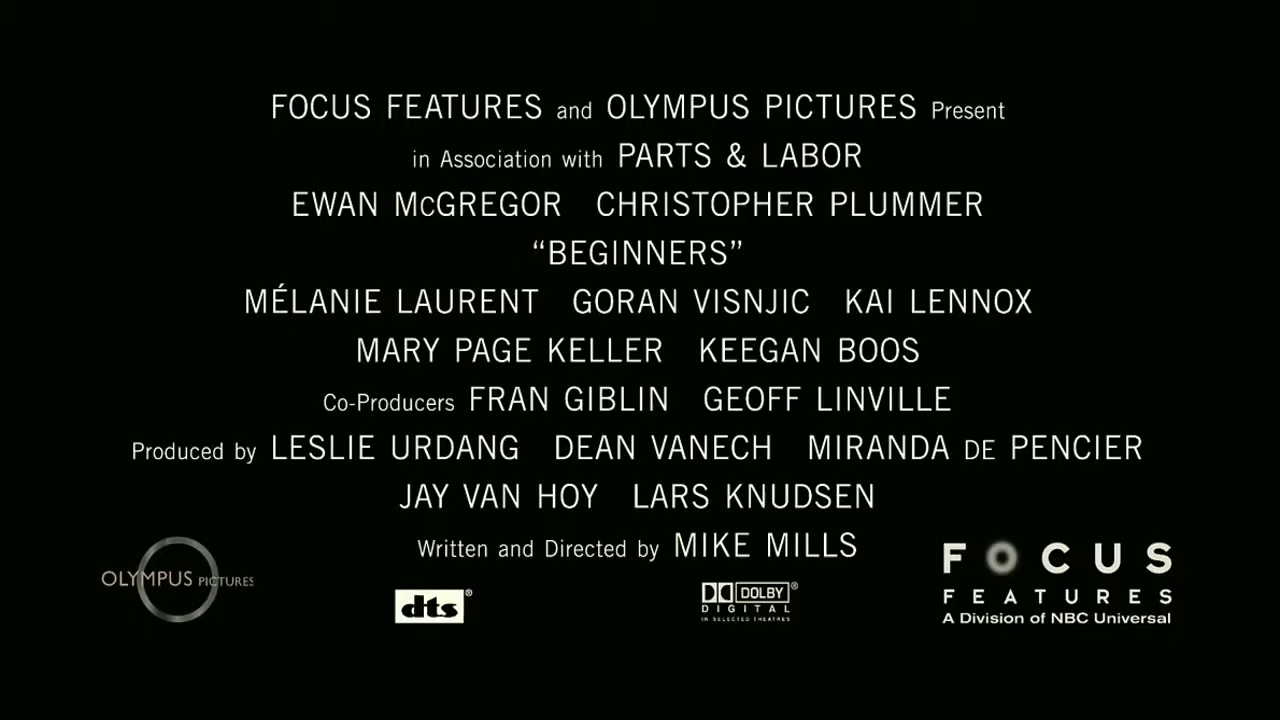 FOCUS FEATURES and OLYMPUS PICTURES Present
in Association with PARTS & LABOR
EWAN McGREGOR CHRISTOPHER PLUMMER
“BEGINNERS”
MÉLANIE LAURENT GORAN VISNJIC KAI LENNOX
MARY PAGE KELLER KEEGAN BOOS
Co-Producers FRAN GIBLIN GEOFF LINVILLE
Produced by LESLIE URDANG DEAN VANECH MIRANDA DE PENCIER
JAY VAN HOY LARS KNUDSEN
Written and Directed by MIKE MILLS
OLYMPUS PICTURES
dts®
DOLBY®
DIGITAL
IN SELECTED THEATRES
FOCUS
FEATURES
A Division of NBC Universal